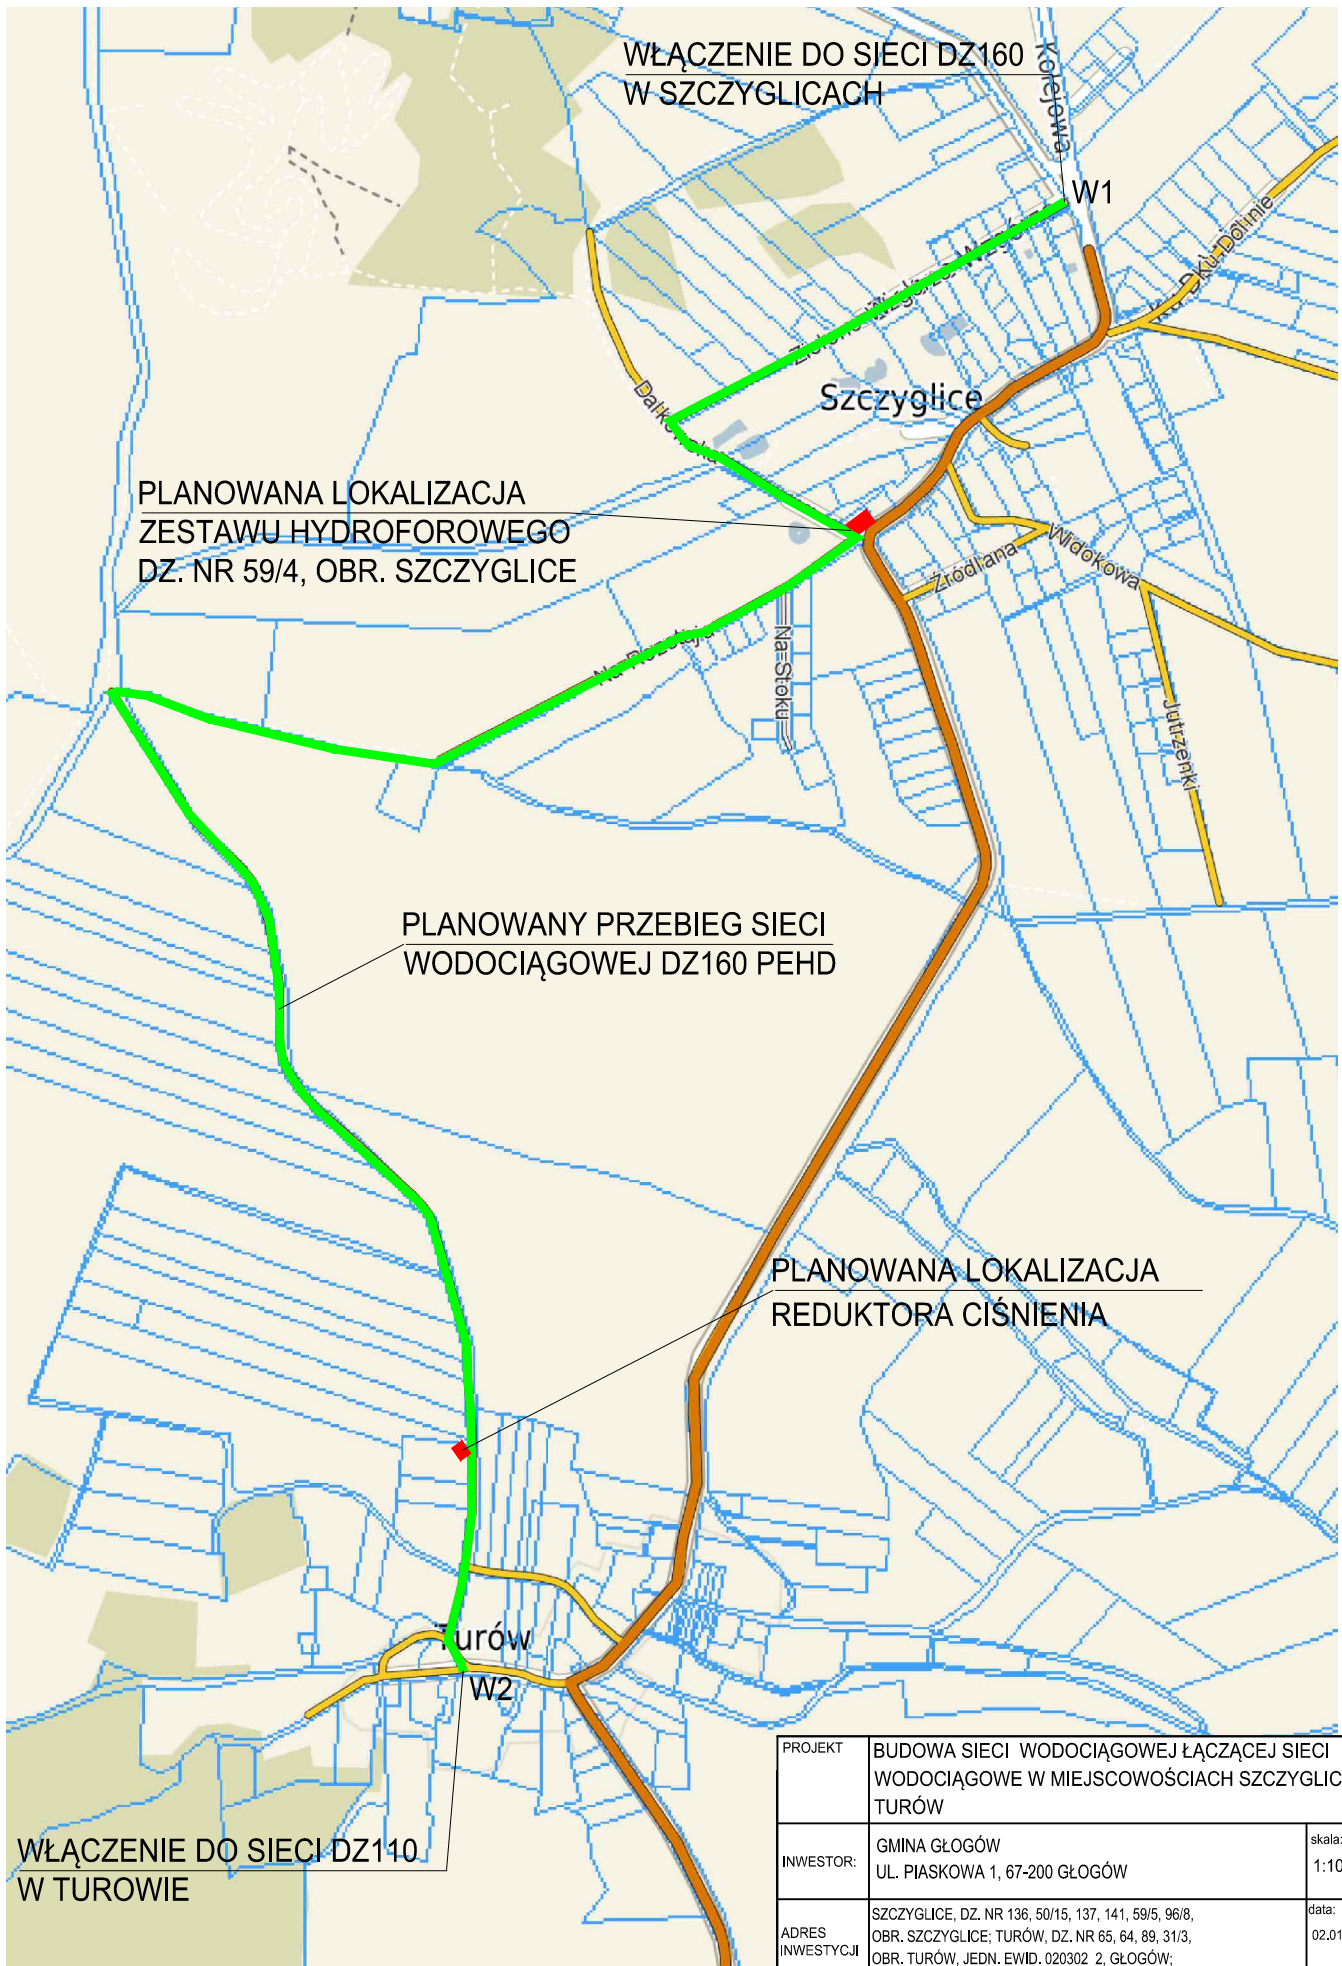 WŁĄCZENIE DO SIECI DZ160
W SZCZYGLICACH
Kolejowa
W1
Ku Dolinie
Szczyglice
Dałkowska
PLANOWANA LOKALIZACJA
ZESTAWU HYDROFOROWEGO
DZ. NR 59/4, OBR. SZCZYGLICE
Źródlana
Widokowa
Na Stoku
Jutrzenki
PLANOWANY PRZEBIEG SIECI
WODOCIĄGOWEJ DZ160 PEHD
PLANOWANA LOKALIZACJA
REDUKTORA CIŚNIENIA
Turów
W2
WŁĄCZENIE DO SIECI DZ110
W TUROWIE
PROJEKT
BUDOWA SIECI WODOCIĄGOWEJ ŁĄCZĄCEJ SIECI
WODOCIĄGOWE W MIEJSCOWOŚCIACH SZCZYGLIC
TURÓW
INWESTOR:
GMINA GŁOGÓW
UL. PIASKOWA 1, 67-200 GŁOGÓW
skala:
1:10
ADRES
INWESTYCJI
SZCZYGLICE, DZ. NR 136, 50/15, 137, 141, 59/5, 96/8,
OBR. SZCZYGLICE; TURÓW, DZ. NR 65, 64, 89, 31/3,
OBR. TURÓW, JEDN. EWID. 020302_2, GŁOGÓW;
data:
02.01